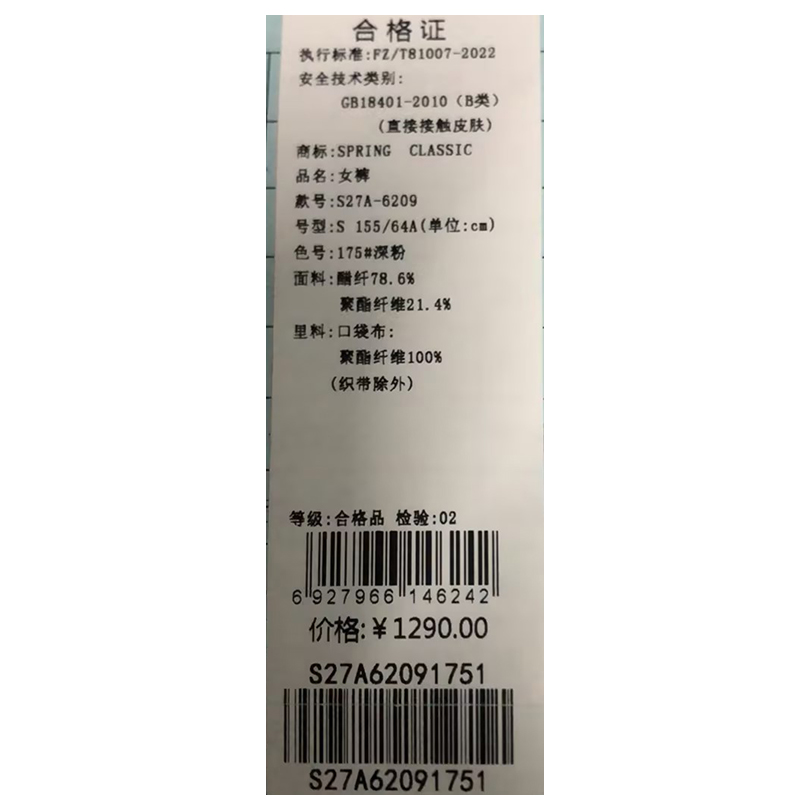 合格证
执行标准:FZ/T81007-2022
安全技术类别:
GB18401-2010（B类）
（直接接触皮肤）
商标:SPRING CLASSIC
品名:女裤
款号:S27A-6209
号型:S 155/64A(单位:cm)
色号:175#深粉
面料:醋纤78.6%
聚酯纤维21.4%
里料:口袋布:
聚酯纤维100%
（织带除外）
等级:合格品 检验:02
6 927966 146242
价格:￥1290.00
S27A62091751
S27A62091751